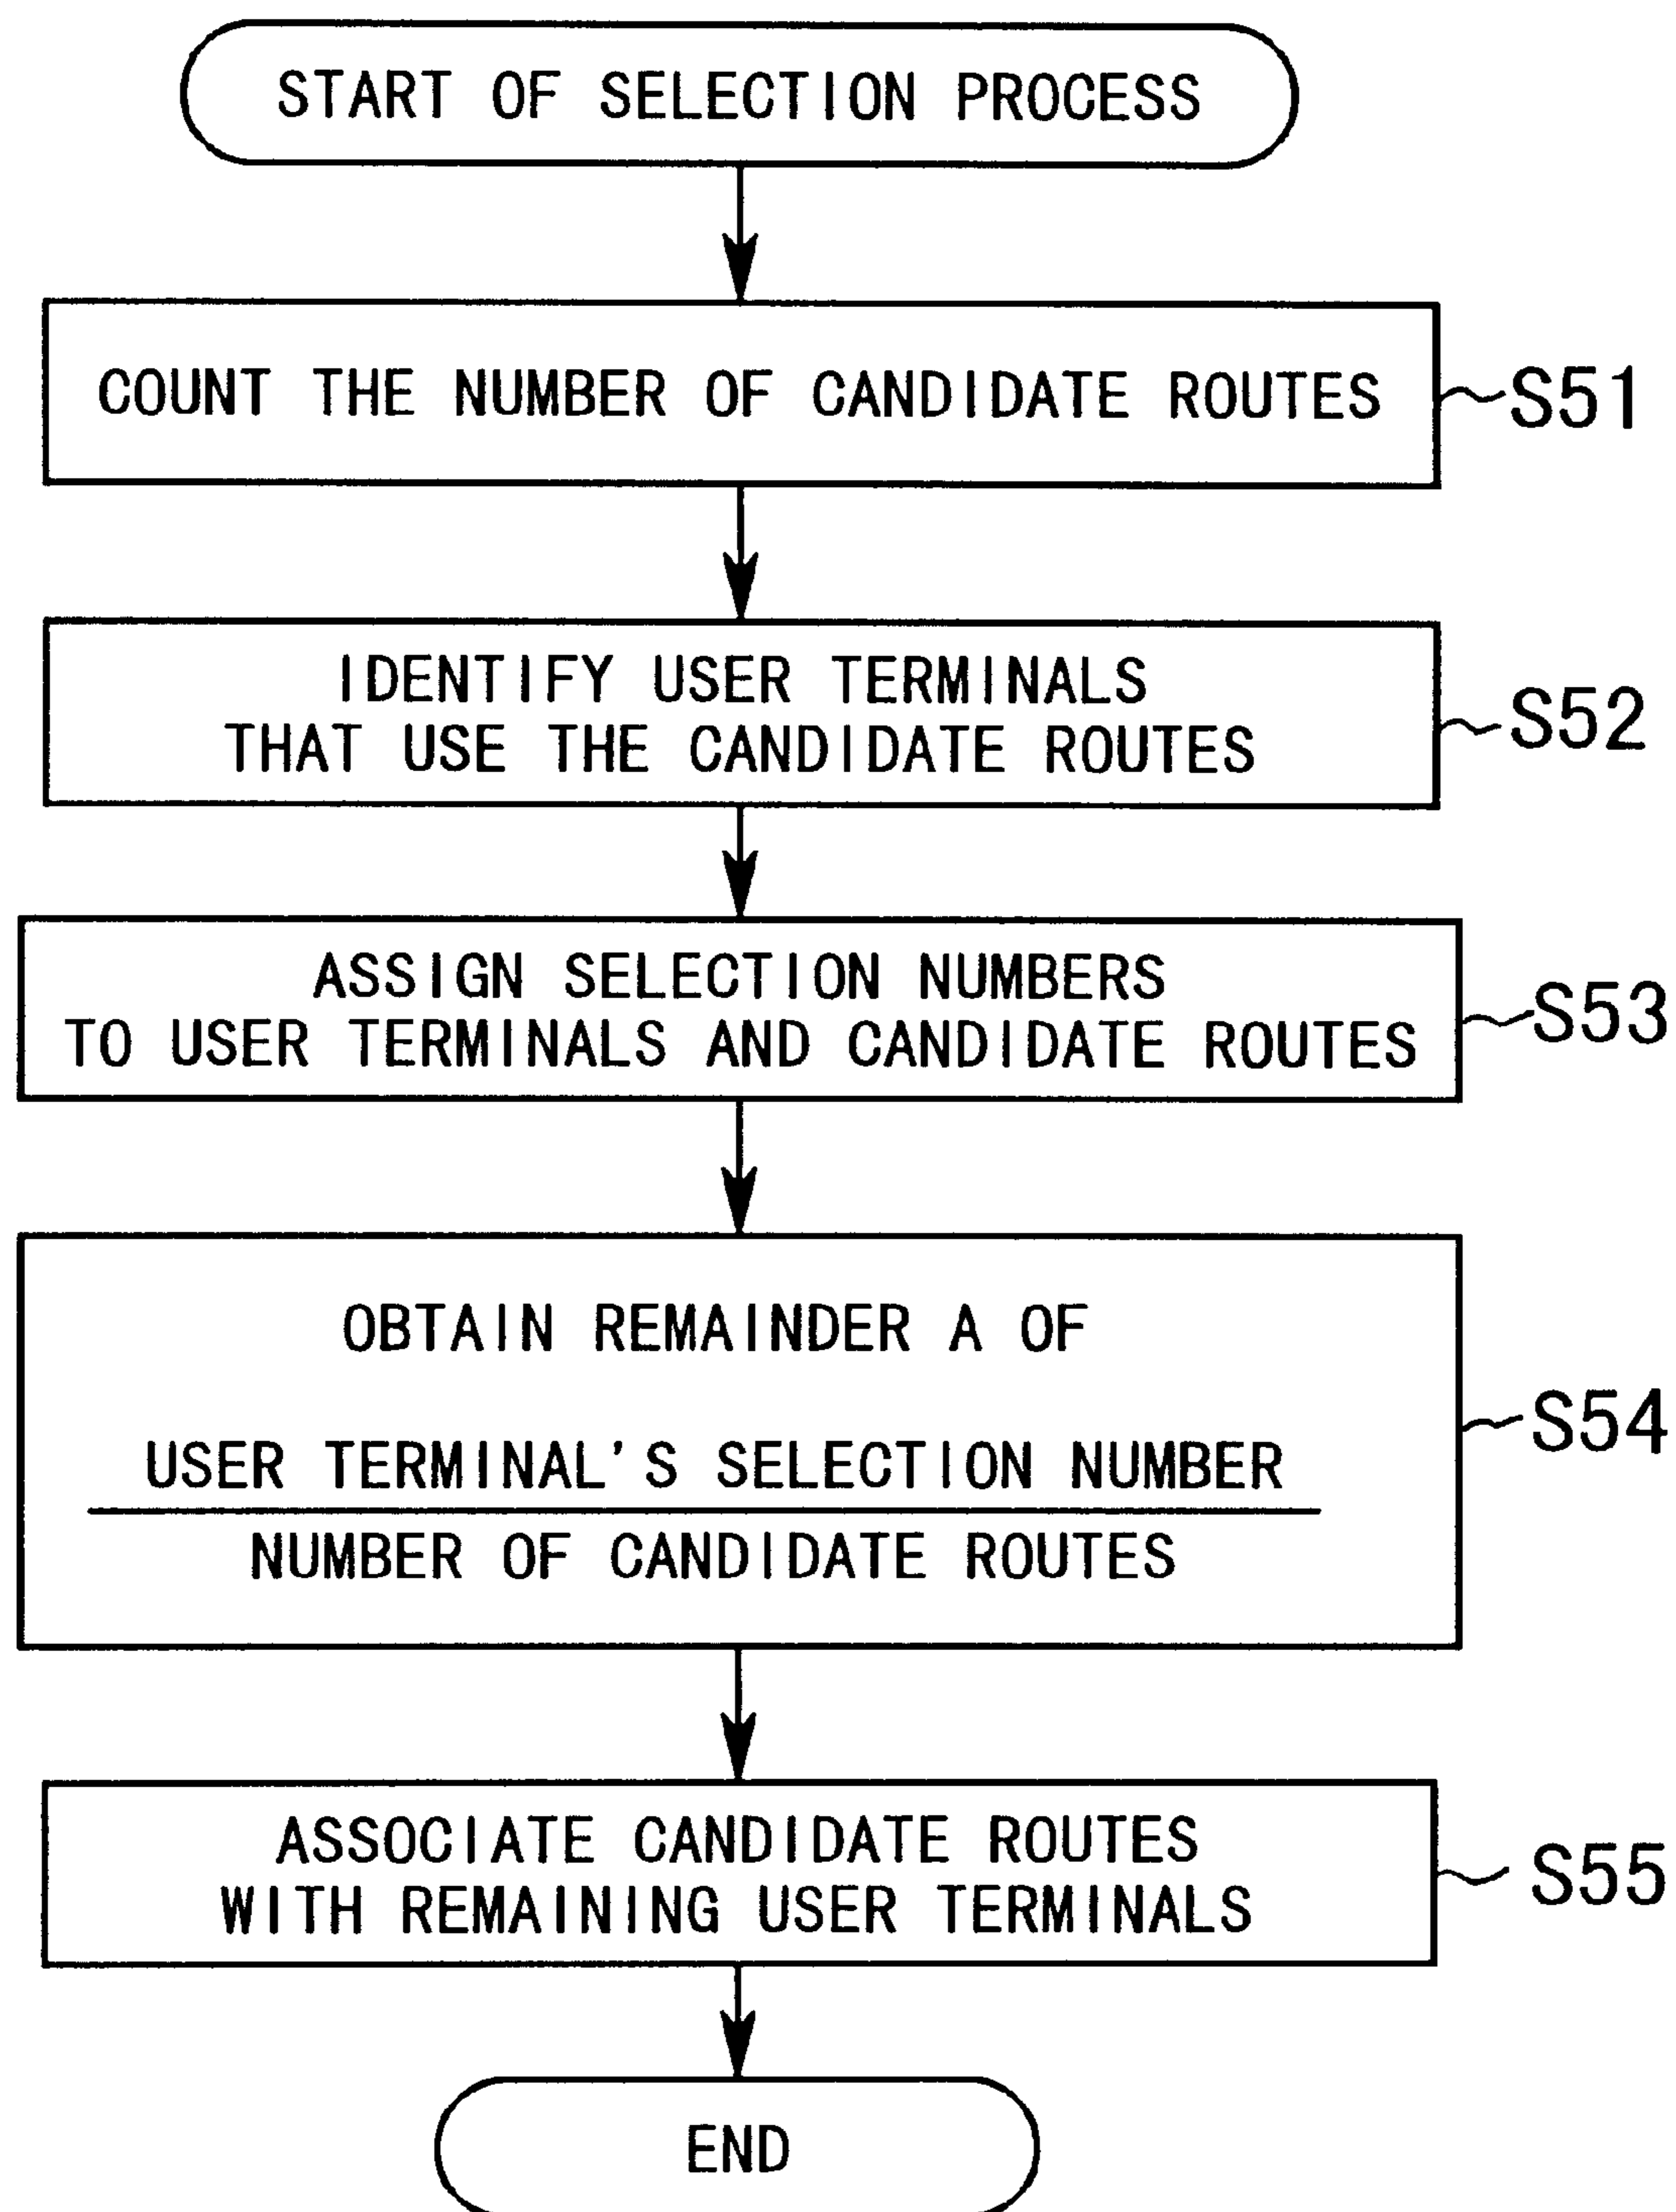 START OF SELECTION PROCESS
COUNT THE NUMBER OF CANDIDATE ROUTES
S51
IDENTIFY USER TERMINALS
THAT USE THE CANDIDATE ROUTES
S52
ASSIGN SELECTION NUMBERS
TO USER TERMINALS AND CANDIDATE ROUTES
S53
OBTAIN REMAINDER A OF
USER TERMINAL'S SELECTION NUMBER
NUMBER OF CANDIDATE ROUTES
S54
ASSOCIATE CANDIDATE ROUTES
WITH REMAINING USER TERMINALS
S55
END